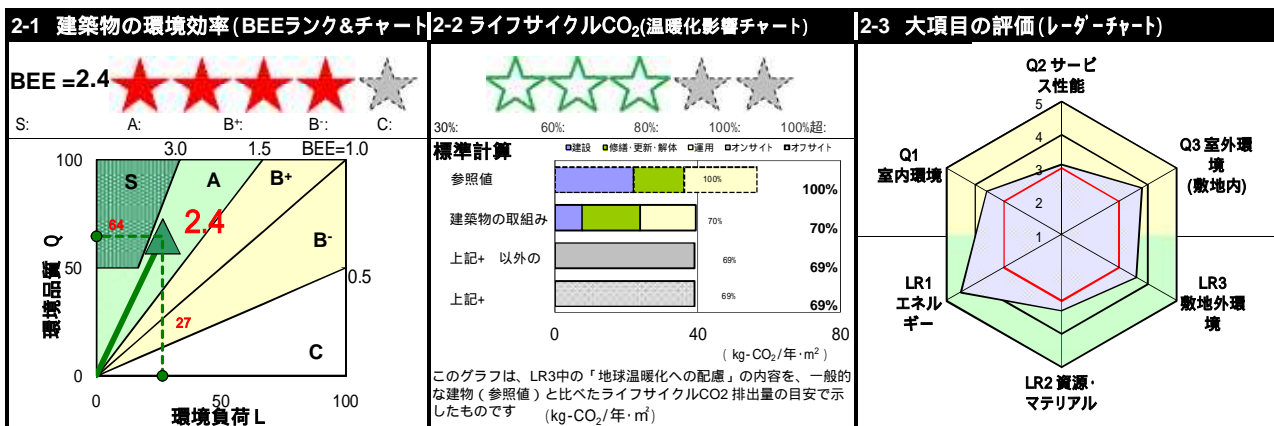 2-1 建築物の環境効率(BEEランク&チャート)
BEE =2.4
S: A: B+: B-: C:
3.0 1.5 BEE=1.0
100
S
A
B+
64
2.4
B-
50
0.5
27
C
0
0 50 100
環境品質 Q
環境負荷 L
2-2 ライフサイクルCO2(温暖化影響チャート)
30%: 60%: 80%: 100%: 100%超:
標準計算
建設 修繕・更新・解体 運用 オンサイト オフサイト
参照値 100% 100%
建築物の取組み 70% 70%
上記+ 以外の 69% 69%
上記+ 69% 69%
0 40 80
( kg-CO2/年・m2 )
このグラフは、LR3中の「地球温暖化への配慮」の内容を、一般的
な建物(参照値)と比べたライフサイクルCO2 排出量の目安で示
したものです (kg-CO2/年・㎡)
2-3 大項目の評価(レーダーチャート)
Q2 サービ
ス性能
5
4
3
2
1
Q1
室内環境
Q3 室外環
境
(敷地内)
LR1
エネル
ギー
LR3
敷地外環
境
LR2 資源・
マテリアル